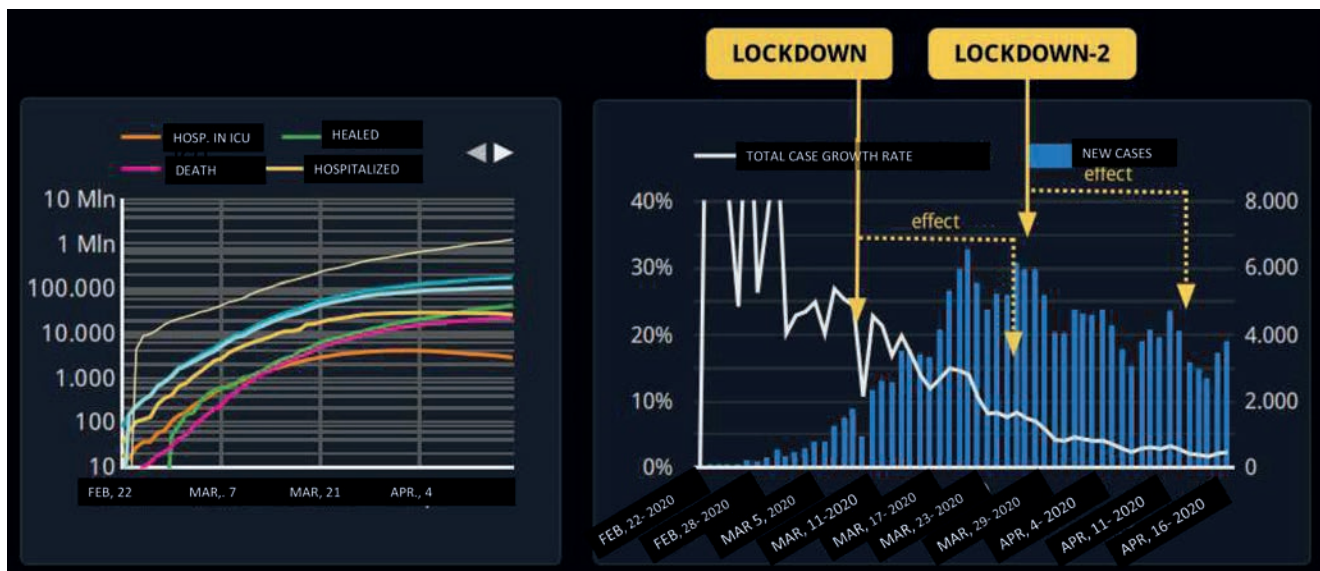 LOCKDOWN
LOCKDOWN-2
HOSP. IN ICU
HEALED
DEATH
HOSPITALIZED
10 Mln
1 Mln
100.000
10.000
1.000
100
10
FEB, 22
MAR,. 7
MAR, 21
APR., 4
TOTAL CASE GROWTH RATE
NEW CASES
effect
effect
40%
30%
20%
10%
0%
8.000
6.000
4.000
2.000
0
FEB, 22- 2020
FEB, 28- 2020
MAR 5, 2020
MAR, 11-2020
MAR, 17- 2020
MAR, 23- 2020
MAR, 29- 2020
APR, 4- 2020
APR, 11- 2020
APR, 16- 2020